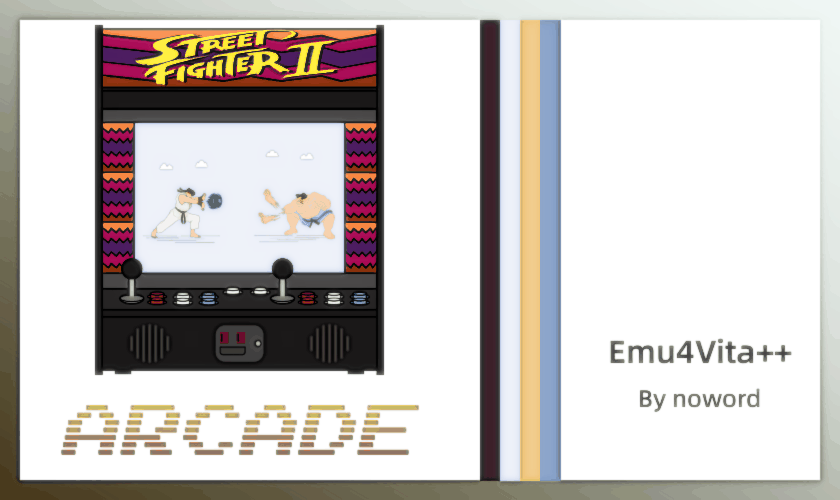 STREET
FIGHTER II
ARCADE
Emu4Vita++
By noword